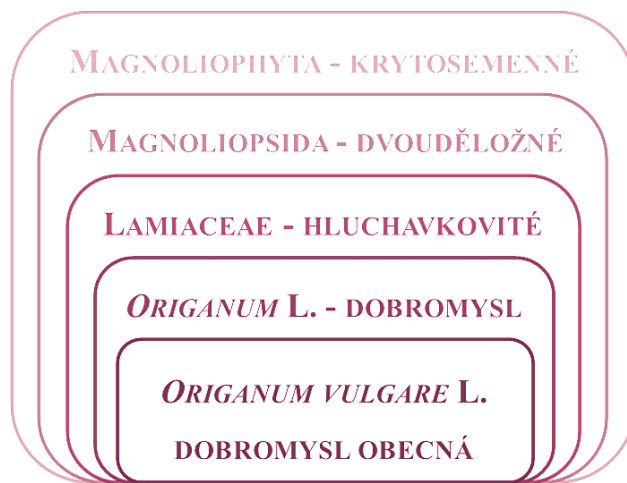 MAGNOLIOPHYTA - KRYTOSEMENNÉ
MAGNOLIOPSIDA - DVOUDĚLOŽNÉ
LAMIACEAE - HLUCHAVKOVITÉ
ORIGANUM L. - DOBROMYSL
ORIGANUM VULGARE L.
DOBROMYSL OBECNÁ